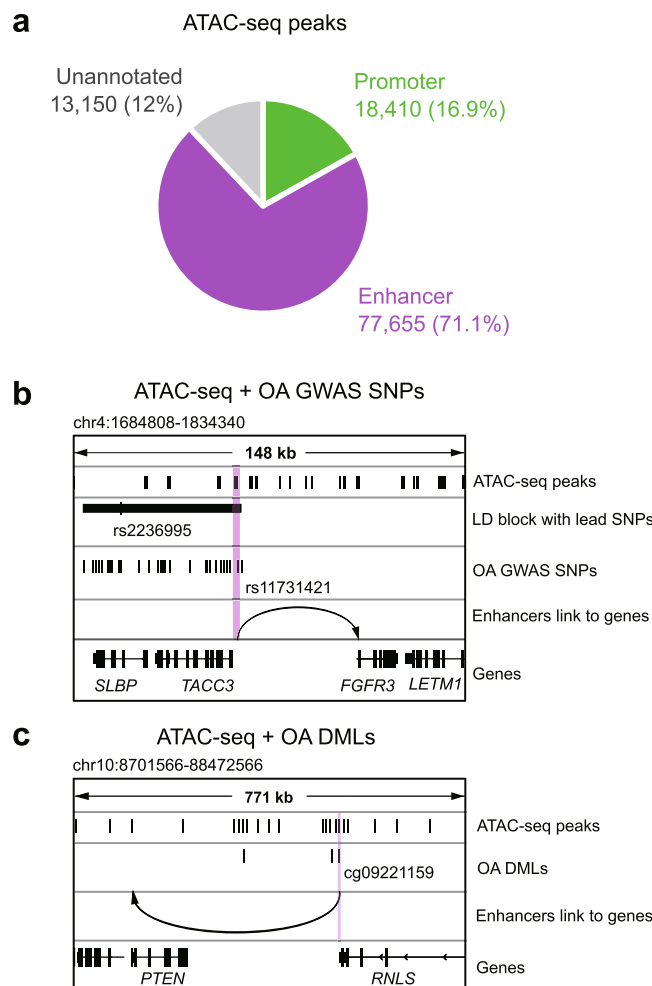 a
ATAC-seq peaks
Unannotated
13,150 (12%)
Promoter
18,410 (16.9%)
Enhancer
77,655 (71.1%)
b
ATAC-seq + OA GWAS SNPs
chr4:1684808-1834340
148 kb
ATAC-seq peaks
LD block with lead SNPs
rs2236995
OA GWAS SNPs
rs11731421
Enhancers link to genes
Genes
SLBP
TACC3
FGFR3
LETM1
c
ATAC-seq + OA DMLs
chr10:8701566-88472566
771 kb
ATAC-seq peaks
OA DMLs
cg09221159
Enhancers link to genes
Genes
PTEN
RNLS